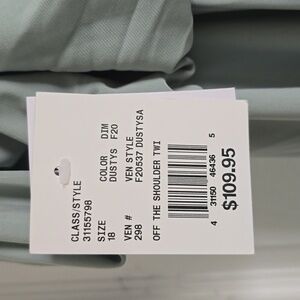 CLASS/STYLE COLOR DIM
31155798 DUSTYS F20
SIZE VEN STYLE
18 F20537 DUSTYSA
VEN #
298
OFF THE SHOULDER TWI
4 31150 46436 5
$109.95